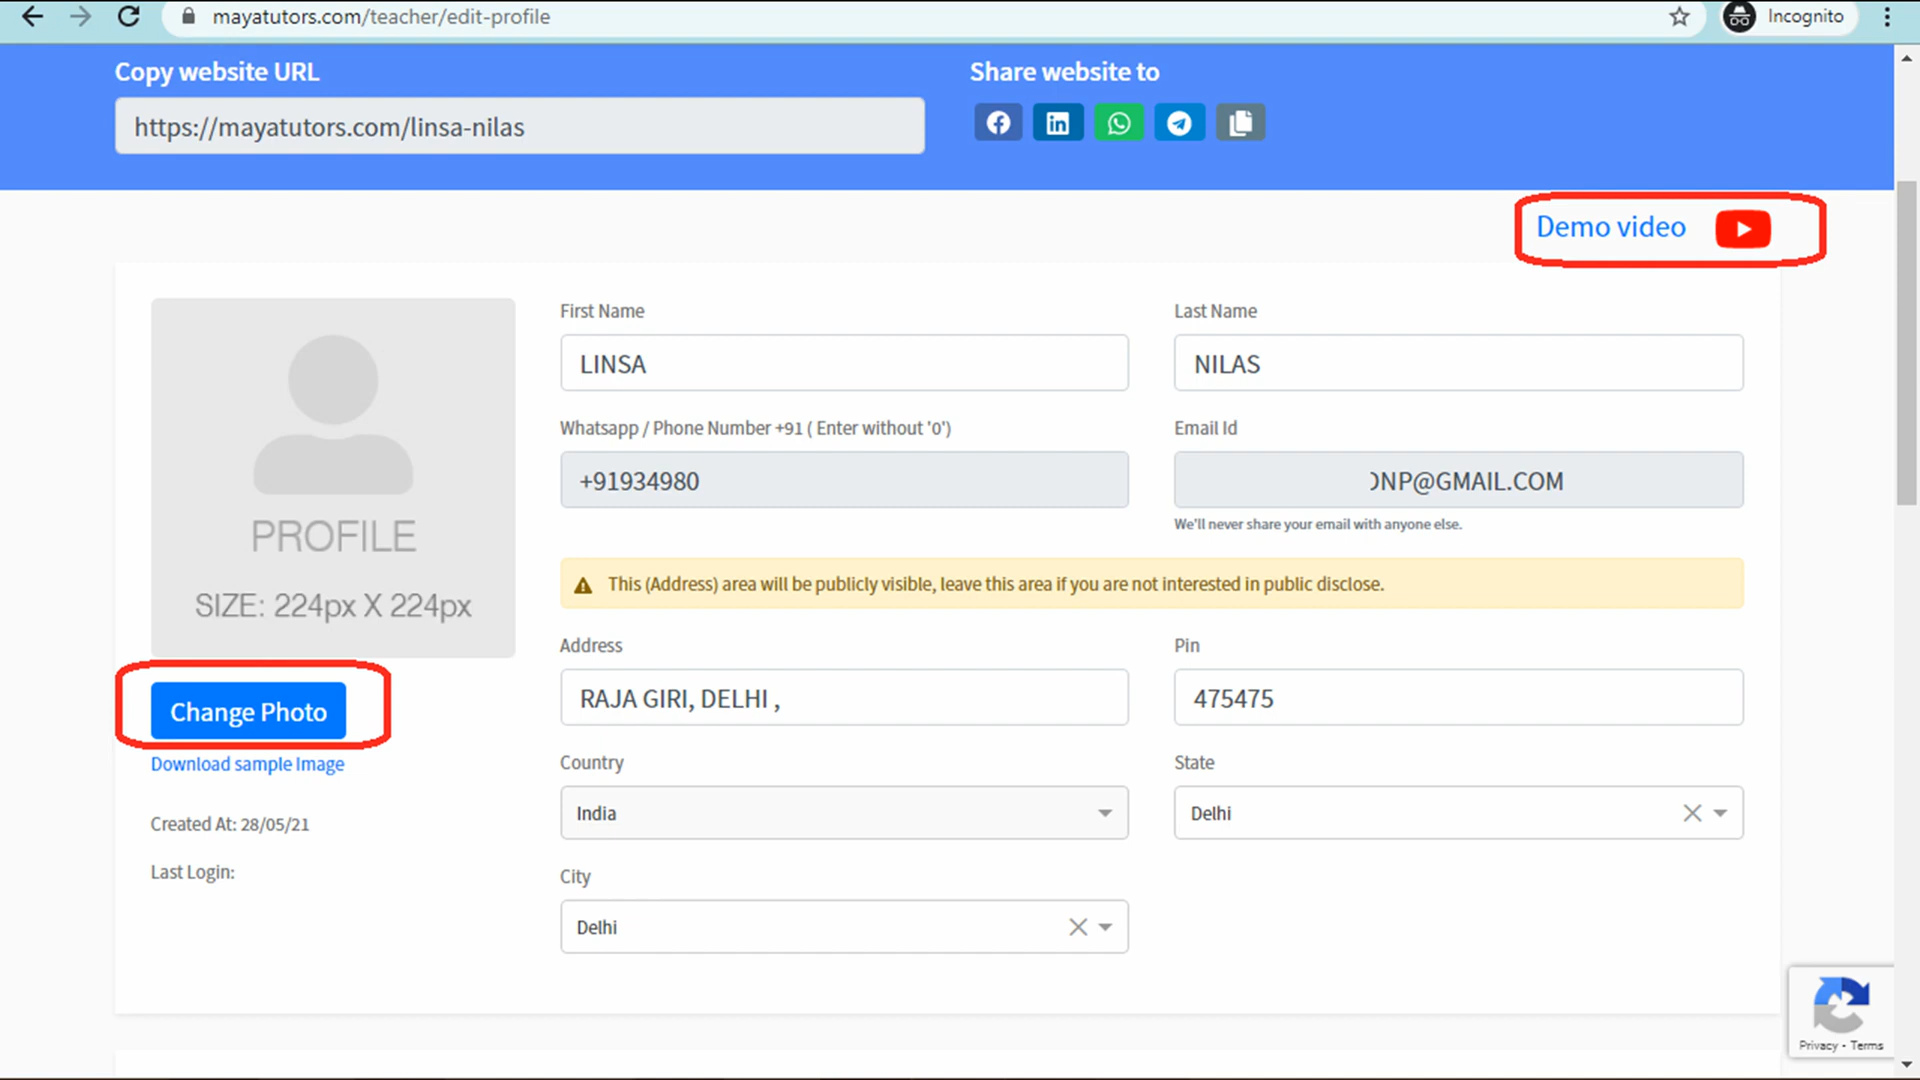 mayatutors.com/teacher/edit-profile
Incognito
Copy website URL
Share website to
https://mayatutors.com/linsa-nilas
Demo video
PROFILE
SIZE: 224px X 224px
Change Photo
Download sample Image
Created At: 28/05/21
Last Login:
First Name
Last Name
LINSA
NILAS
Whatsapp / Phone Number +91 ( Enter without '0')
Email Id
+91934980
NP@GMAIL.COM
We'll never share your email with anyone else.
This (Address) area will be publicly visible, leave this area if you are not interested in public disclose.
Address
Pin
RAJA GIRI, DELHI ,
475475
Country
State
India
Delhi
City
Delhi
Privacy - Terms